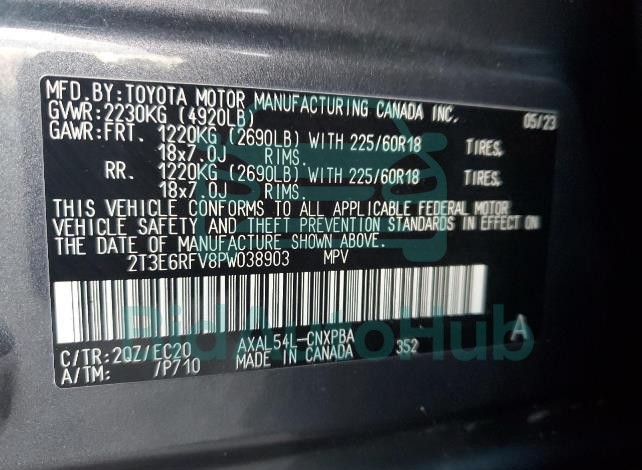 MFD.BY:TOYOTA MOTOR MANUFACTURING CANADA INC.
GVWR:2230KG (4920LB) 05/23
GAWR:FRT. 1220KG (2690LB) WITH 225/60R18 TIRES,
18x7.0J RIMS.
RR. 1220KG (2690LB) WITH 225/60R18 TIRES,
18x7.0J RIMS.
THIS VEHICLE CONFORMS TO ALL APPLICABLE FEDERAL MOTOR
VEHICLE SAFETY AND THEFT PREVENTION STANDARDS IN EFFECT ON
THE DATE OF MANUFACTURE SHOWN ABOVE.
2T3E6RFV8PW038903 MPV
BidAutoHub
C/TR:2QZ/EC20 AXAL54L-CNXPBA 352 A
A/TM: /P710 MADE IN CANADA